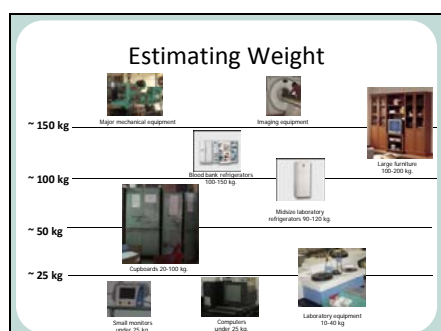 Estimating Weight
~ 150 kg
Major mechanical equipment
Imaging equipment
Large furniture
100-200 kg.
~ 100 kg
Blood bank refrigerators
100-150 kg.
Midsize laboratory
refrigerators 90-120 kg.
~ 50 kg
~ 25 kg
Cupboards 20-100 kg.
Small monitors
under 25 kg.
Computers
under 25 kg.
Laboratory equipment
10-40 kg